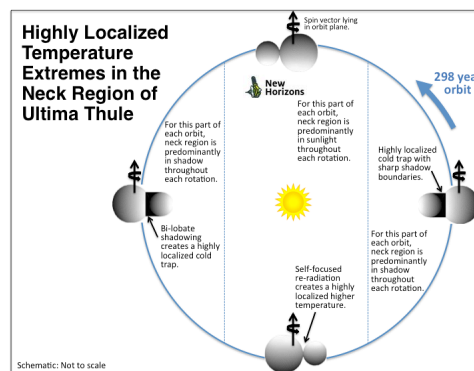 Highly Localized
Temperature
Extremes in the
Neck Region of
Ultima Thule
Spin vector lying
in orbit plane.
New
Horizons
298 yea
orbit
For this part of
each orbit,
neck region is
predominantly
in shadow
throughout
each rotation.
For this part of
each orbit,
neck region is
predominantly
in sunlight
throughout
each rotation.
Highly localized
cold trap with
sharp shadow
boundaries.
Bi-lobate
shadowing
creates a highly
localized cold
trap.
For this part of
each orbit,
neck region is
predominantly
in shadow
throughout
each rotation.
Self-focused
re-radiation
creates a highly
localized higher
temperature.
Schematic: Not to scale